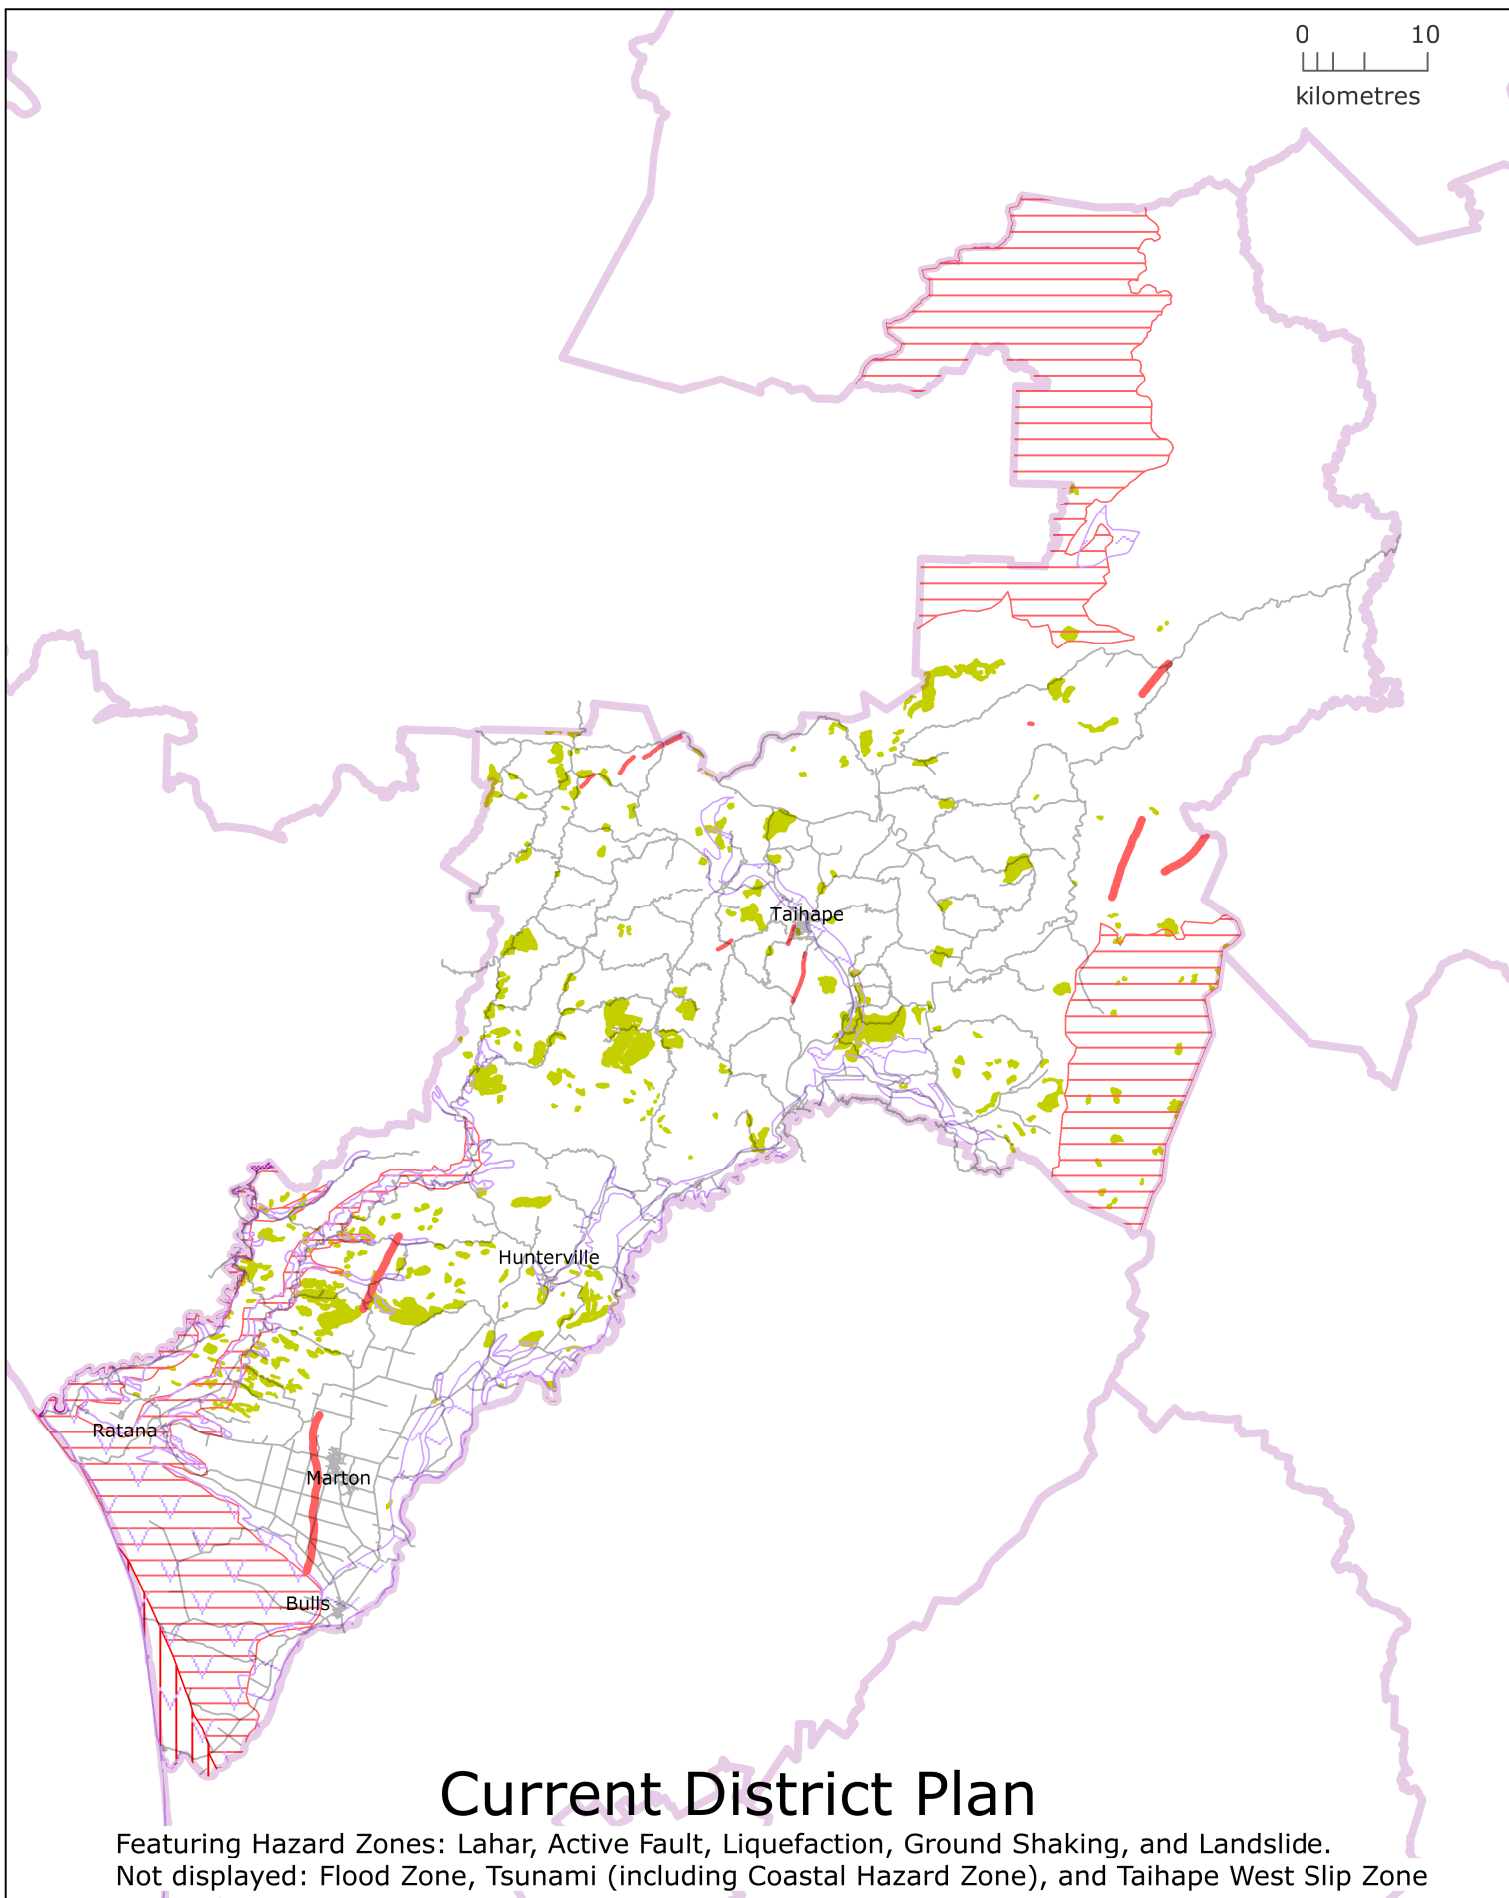 0 10
kilometres
Taihape
Hunterville
Ratana
Marton
Bulls
Current District Plan
Featuring Hazard Zones: Lahar, Active Fault, Liquefaction, Ground Shaking, and Landslide.
Not displayed: Flood Zone, Tsunami (including Coastal Hazard Zone), and Taihape West Slip Zone